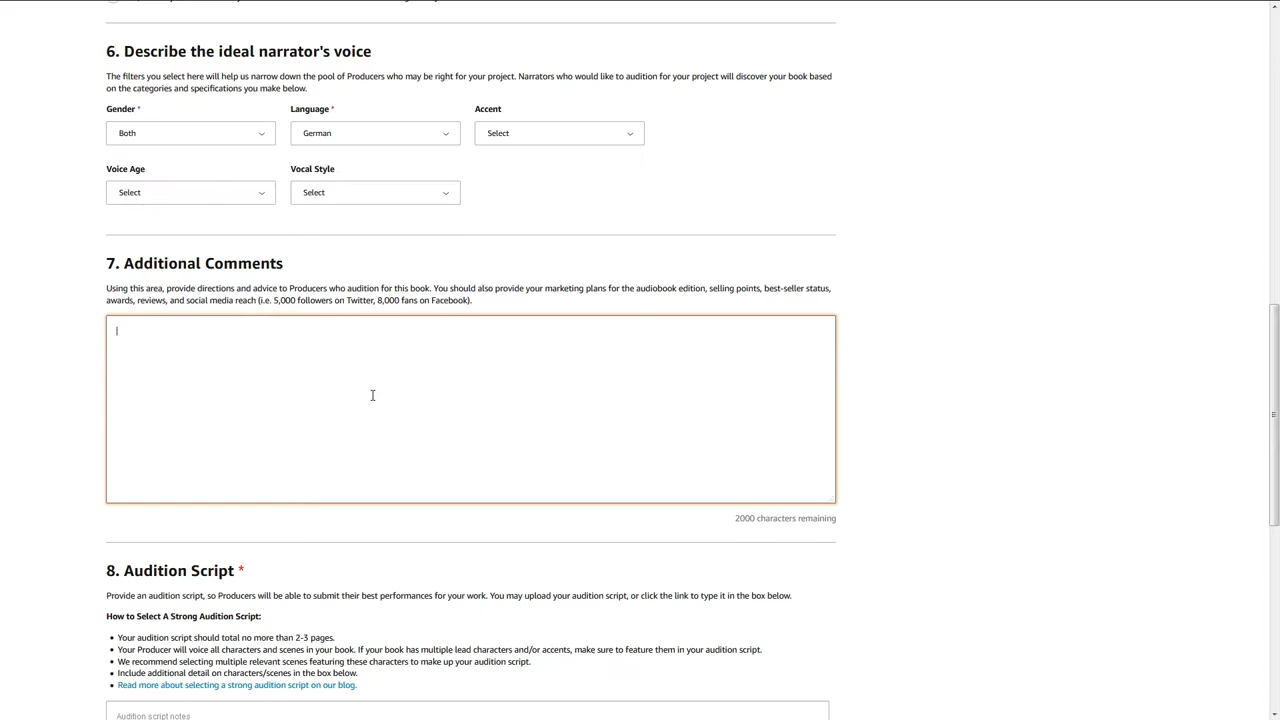 6. Describe the ideal narrator's voice
The filters you select here will help us narrow down the pool of Producers who may be right for your project. Narrators who would like to audition for your project will discover your book based
on the categories and specifications you make below.
Gender * Language * Accent
Both German Select
Voice Age Vocal Style
Select Select
7. Additional Comments
Using this area, provide directions and advice to Producers who audition for this book. You should also provide your marketing plans for the audiobook edition, selling points, best-seller status,
awards, reviews, and social media reach (i.e. 5,000 followers on Twitter, 8,000 fans on Facebook).
2000 characters remaining
8. Audition Script *
Provide an audition script, so Producers will be able to submit their best performances for your work. You may upload your audition script, or click the link to type it in the box below.
How to Select A Strong Audition Script:
• Your audition script should total no more than 2-3 pages.
• Your Producer will voice all characters and scenes in your book. If your book has multiple lead characters and/or accents, make sure to feature them in your audition script.
• We recommend selecting multiple relevant scenes featuring these characters to make up your audition script.
• Include additional detail on characters/scenes in the box below.
• Read more about selecting a strong audition script on our blog.
Audition script notes